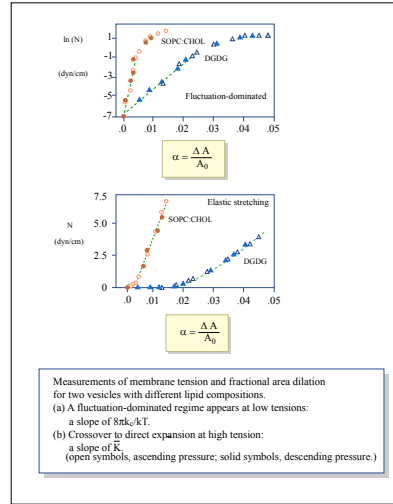 ln (N)
(dyn/cm)
1
-1
-3
-5
-7
SOPC:CHOL
DGDG
Fluctuation-dominated
.0 .01 .02 .03 .04 .05
α = ΔA / A0
7.5
5.0
2.5
0
N
(dyn/cm)
Elastic stretching
SOPC:CHOL
DGDG
.0 .01 .02 .03 .04 .05
α = ΔA / A0
Measurements of membrane tension and fractional area dilation
for two vesicles with different lipid compositions.
(a) A fluctuation-dominated regime appears at low tensions:
a slope of 8πkc/kT.
(b) Crossover to direct expansion at high tension:
a slope of K̅.
(open symbols, ascending pressure; solid symbols, descending pressure.)